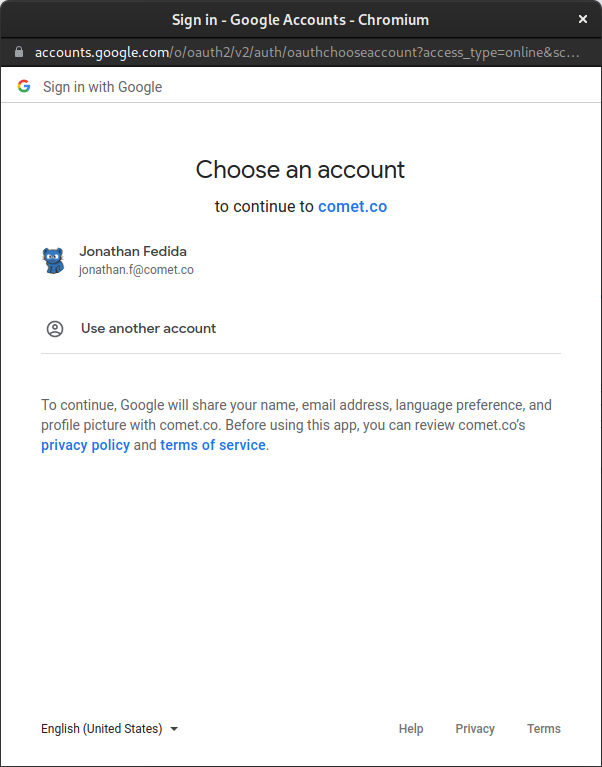 Sign in - Google Accounts - Chromium
accounts.google.com/o/oauth2/v2/auth/oauthchooseaccount?access_type=online&sc...
Sign in with Google
Choose an account
to continue to comet.co
Jonathan Fedida
jonathan.f@comet.co
Use another account
To continue, Google will share your name, email address, language preference, and
profile picture with comet.co. Before using this app, you can review comet.co's
privacy policy and terms of service.
English (United States)
Help Privacy Terms